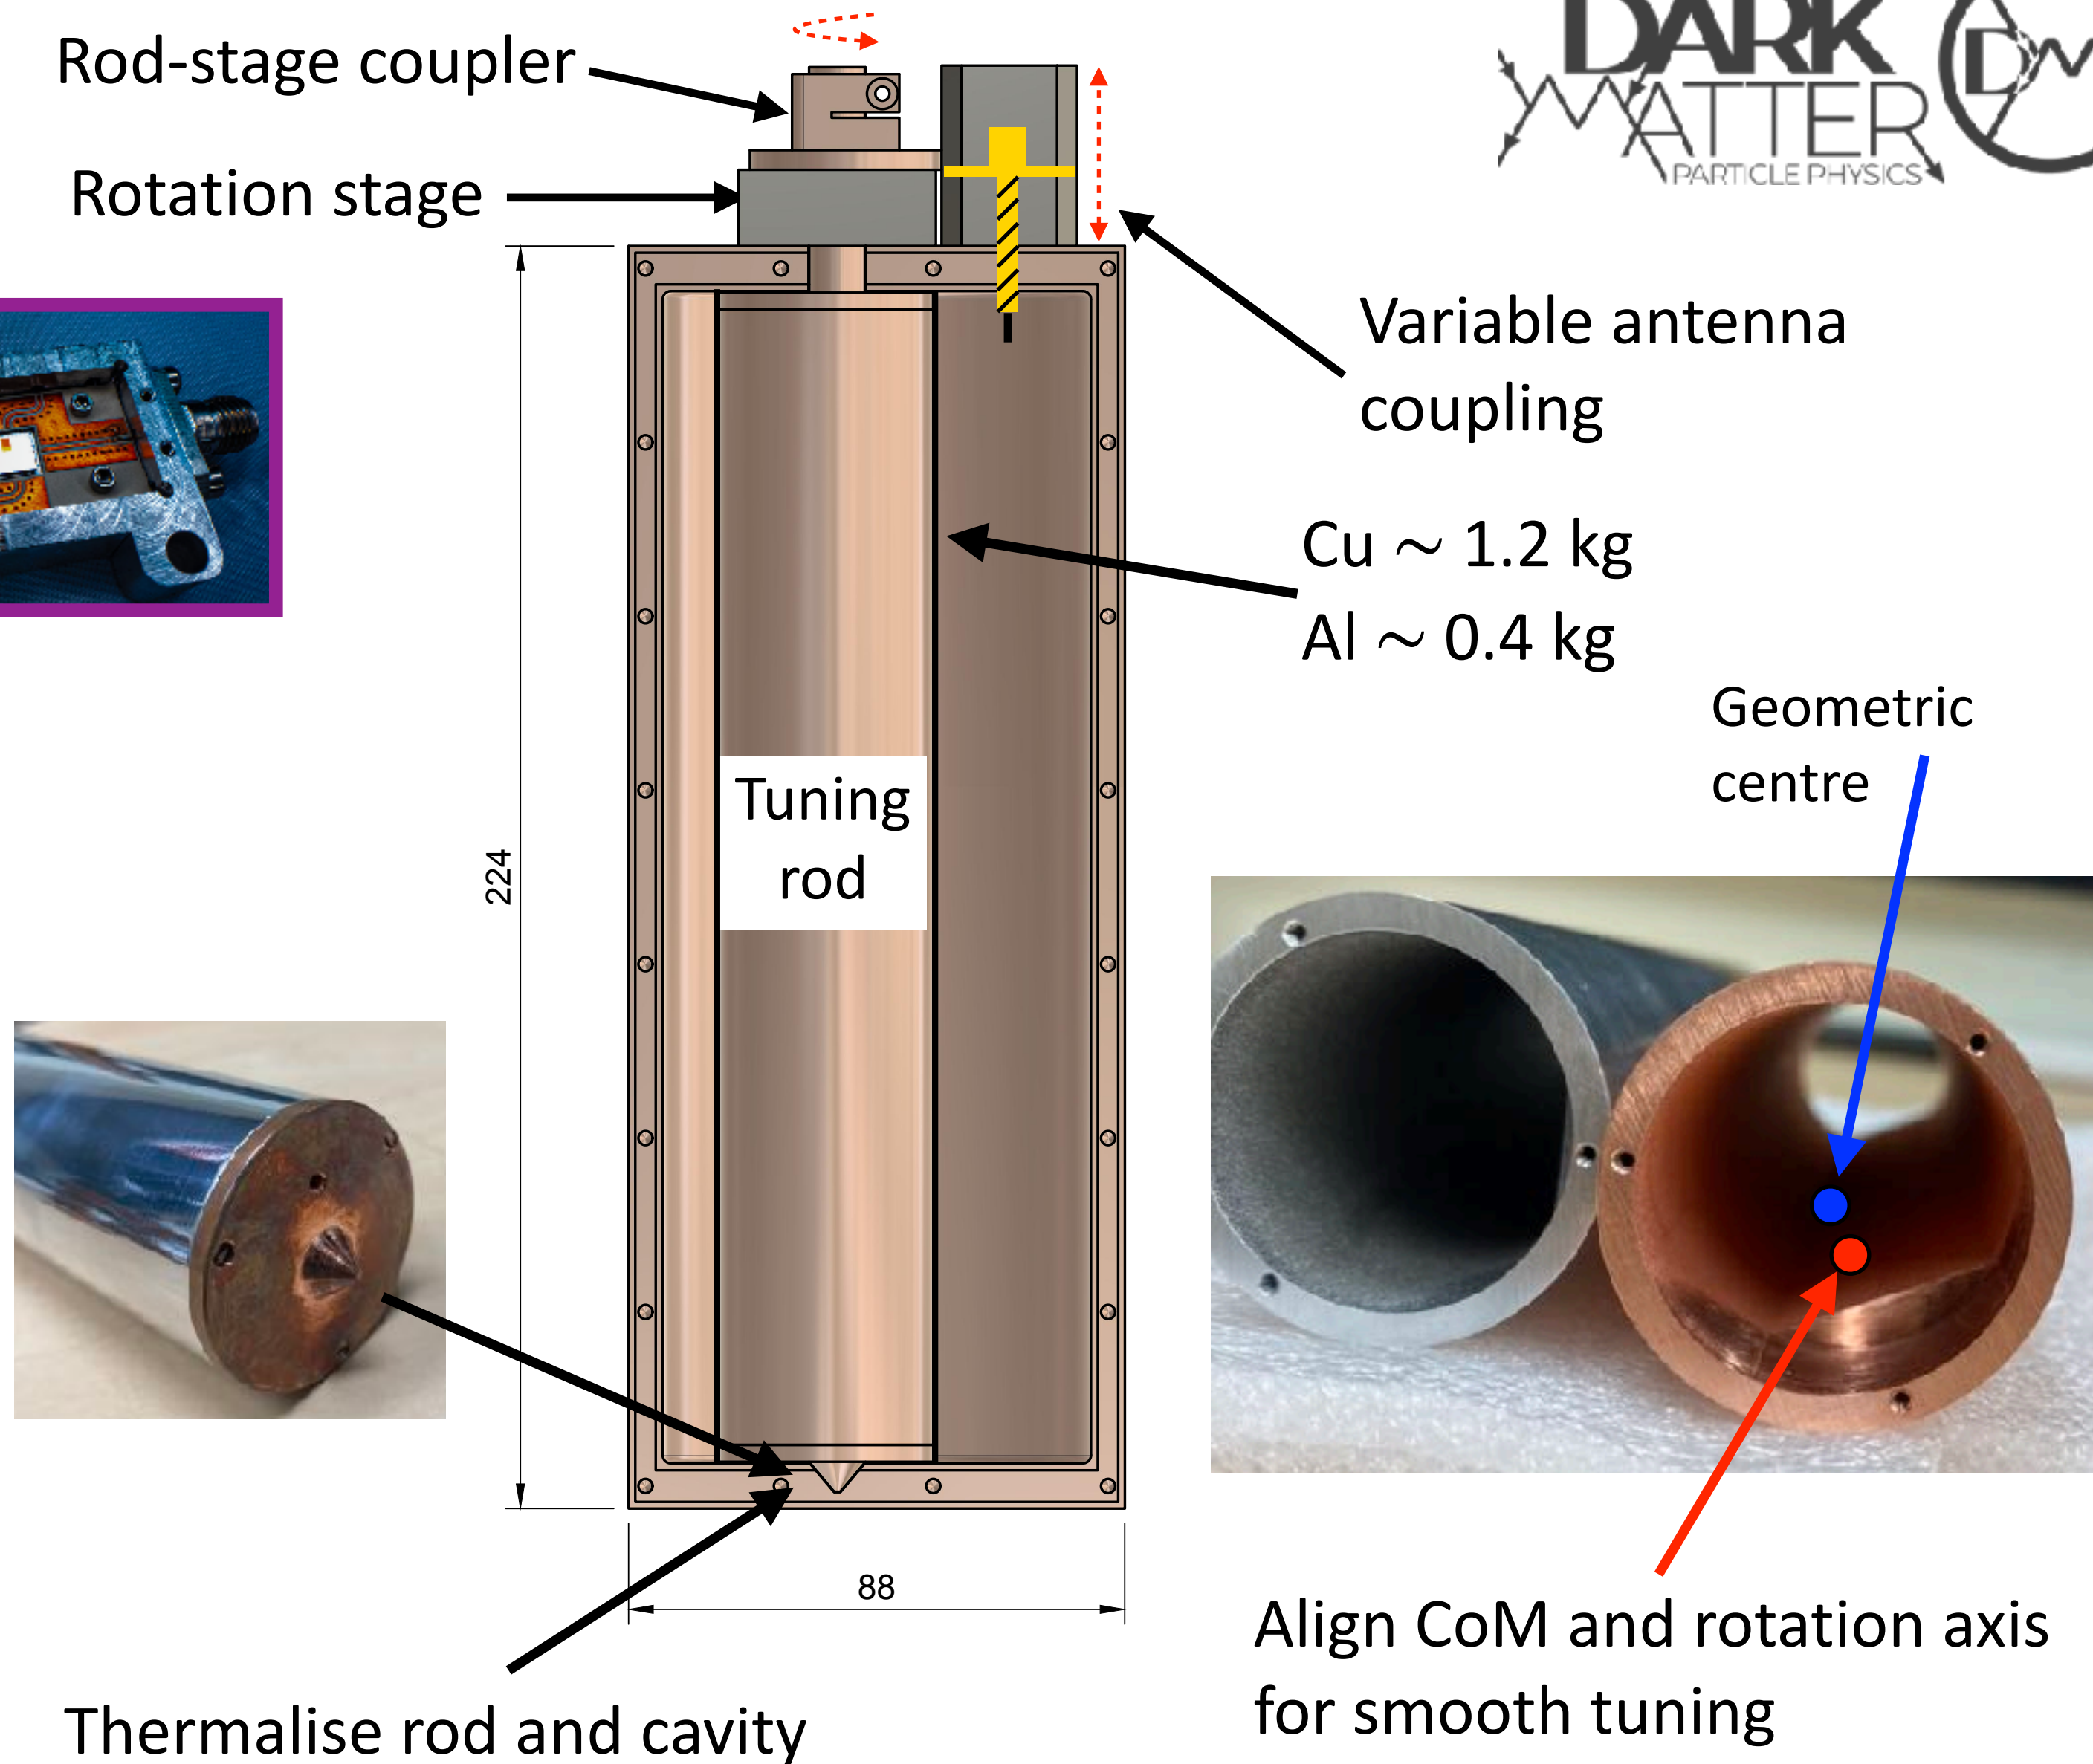 DARK
MATTER
PARTICLE PHYSICS
Rod-stage coupler
Rotation stage
Variable antenna
coupling
Cu ~ 1.2 kg
Al ~ 0.4 kg
Geometric
centre
Tuning
rod
224
88
Align CoM and rotation axis
for smooth tuning
Thermalise rod and cavity